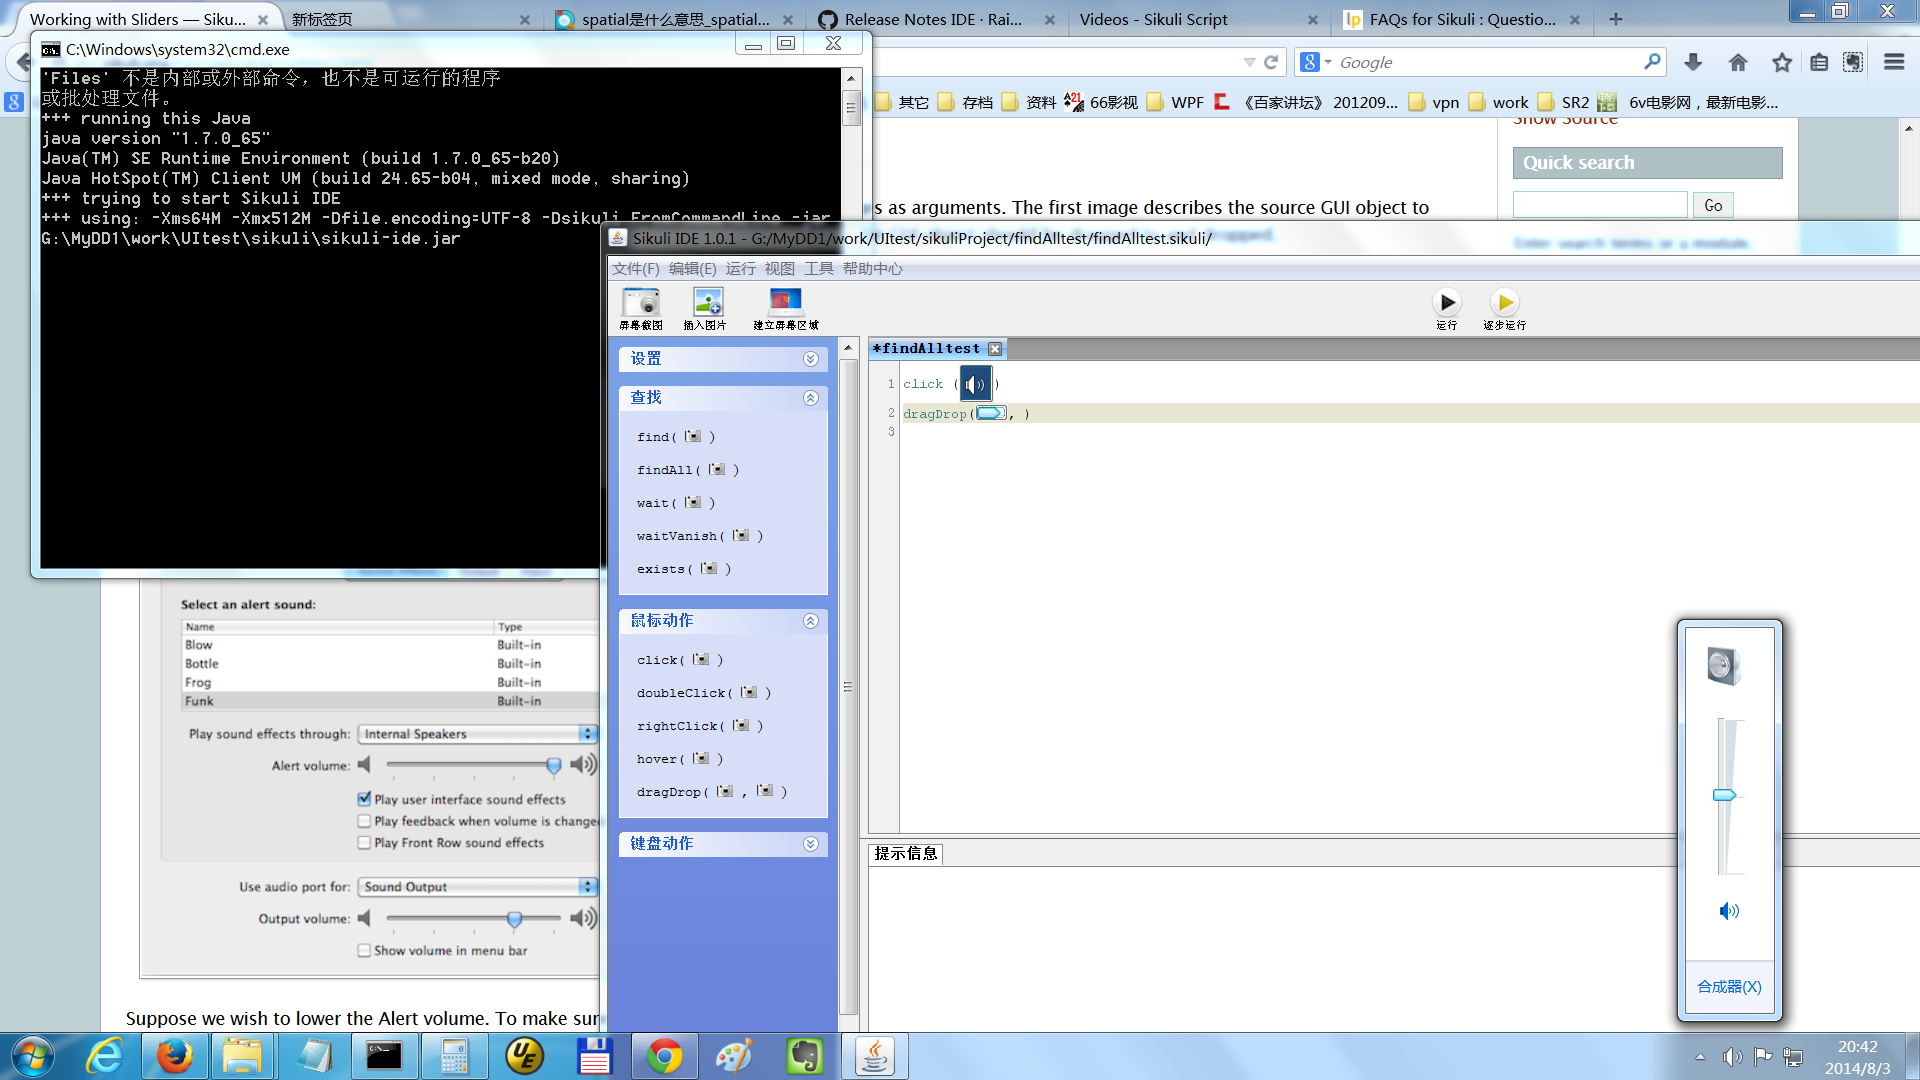 Working with Sliders — Siku...
新标签页
spatial是什么意思_spatial...
Release Notes IDE · Rai...
Videos - Sikuli Script
FAQs for Sikuli : Questio...
C:\Windows\system32\cmd.exe
Google
其它
存档
资料
66影视
WPF
《百家讲坛》 201209...
vpn
work
SR2
6v电影网，最新电影...
'Files' 不是内部或外部命令，也不是可运行的程序
或批处理文件。
+++ running this Java
java version "1.7.0_65"
Java(TM) SE Runtime Environment (build 1.7.0_65-b20)
Java HotSpot(TM) Client VM (build 24.65-b04, mixed mode, sharing)
+++ trying to start Sikuli IDE
+++ using: -Xms64M -Xmx512M -Dfile.encoding=UTF-8 -Dsikuli.FromCommandLine -jar
G:\MyDD1\work\UItest\sikuli\sikuli-ide.jar
Show Source
Quick search
Go
Enter search terms or a module,
s as arguments. The first image describes the source GUI object to
dropped.
Sikuli IDE 1.0.1 - G:/MyDD1/work/UItest/sikuliProject/findAlltest/findAlltest.sikuli/
文件(F) 编辑(E) 运行 视图 工具 帮助中心
屏幕截图
插入图片
建立屏幕区域
运行
逐步运行
设置
查找
find( )
findAll( )
wait( )
waitVanish( )
exists( )
鼠标动作
click( )
doubleClick( )
rightClick( )
hover( )
dragDrop( , )
键盘动作
*findAlltest
1 click ( )
2 dragDrop( , )
3
提示信息
Select an alert sound:
Name Type
Blow Built-in
Bottle Built-in
Frog Built-in
Funk Built-in
Play sound effects through: Internal Speakers
Alert volume:
Play user interface sound effects
Play feedback when volume is change
Play Front Row sound effects
Use audio port for: Sound Output
Output volume:
Show volume in menu bar
Suppose we wish to lower the Alert volume. To make sur
合成器(X)
20:42
2014/8/3